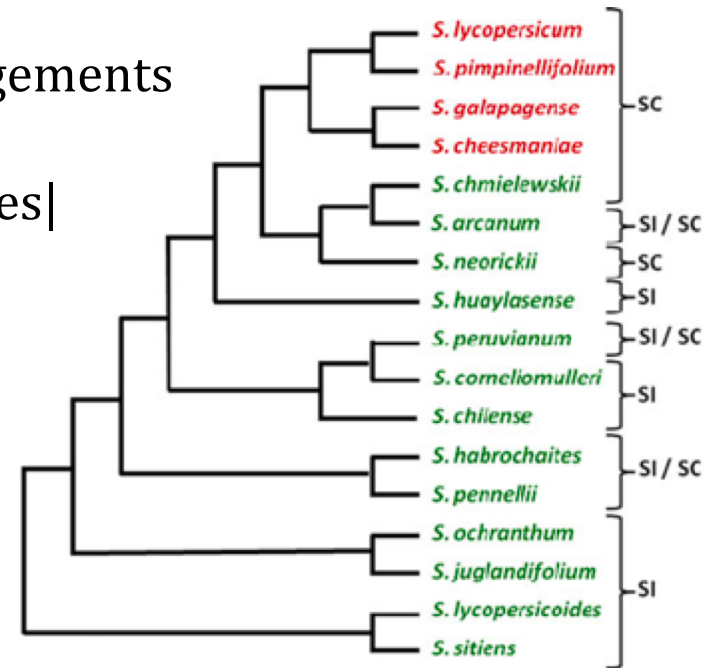 gements
es|
S. lycopersicum
S. pimpinellifolium
S. galapagense
S. cheesmaniae
SC
S. chmielewskii
S. arcanum
SI / SC
S. neorickii
SC
S. huaylasense
SI
S. peruvianum
SI / SC
S. corneliomulleri
SI
S. chilense
S. habrochaites
SI / SC
S. pennellii
S. ochranthum
S. juglandifolium
SI
S. lycopersicoides
S. sitiens